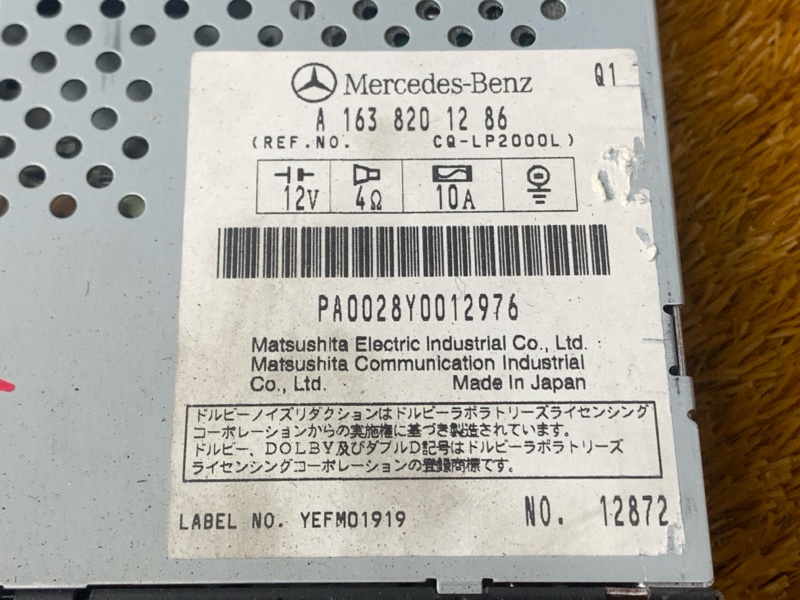 Mercedes-Benz Q1
A 163 820 12 86
(REF.NO. CQ-LP2000L)
12V 4Ω 10A
PA0028Y0012976
Matsushita Electric Industrial Co., Ltd.
Matsushita Communication Industrial
Co., Ltd. Made In Japan
ドルビーノイズリダクションはドルビーラボラトリーズライセンシング
コーポレーションからの実施権に基づき製造されています。
ドルビー、DOLBY及びダブルD記号はドルビーラボラトリーズ
ライセンシングコーポレーションの登録商標です。
LABEL NO. YEFM01919 NO. 12872